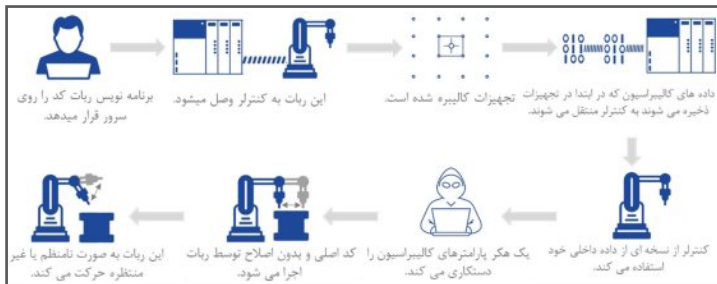 برنامه نویس ربات کد را روی
سرور قرار میدهد.
این ربات به کنترلر وصل میشود.
تجهیزات کالیبره شده است.
داده های کالیبراسیون که در ابتدا در تجهیزات
ذخیره می شوند به کنترلر منتقل می شوند.
کنترلر از نسخه ای از داده داخلی خود
استفاده می کند.
یک هکر پارامترهای کالیبراسیون را
دستکاری می کند.
کد اصلی و بدون اصلاح توسط ربات
اجرا می شود.
این ربات به صورت نامنظم یا غیر
منتظره حرکت می کند.